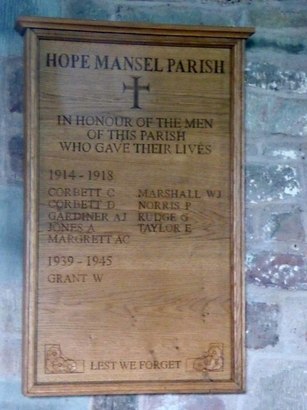 HOPE MANSEL PARISH
IN HONOUR OF THE MEN
OF THIS PARISH
WHO GAVE THEIR LIVES
1914 - 1918
CORBETT C
CORBETT D
GARDINER AJ
JONES A
MARGRETT AC
MARSHALL WJ
NORRIS P
RUDGE G
TAYLOR E
1939 - 1945
GRANT W
LEST WE FORGET